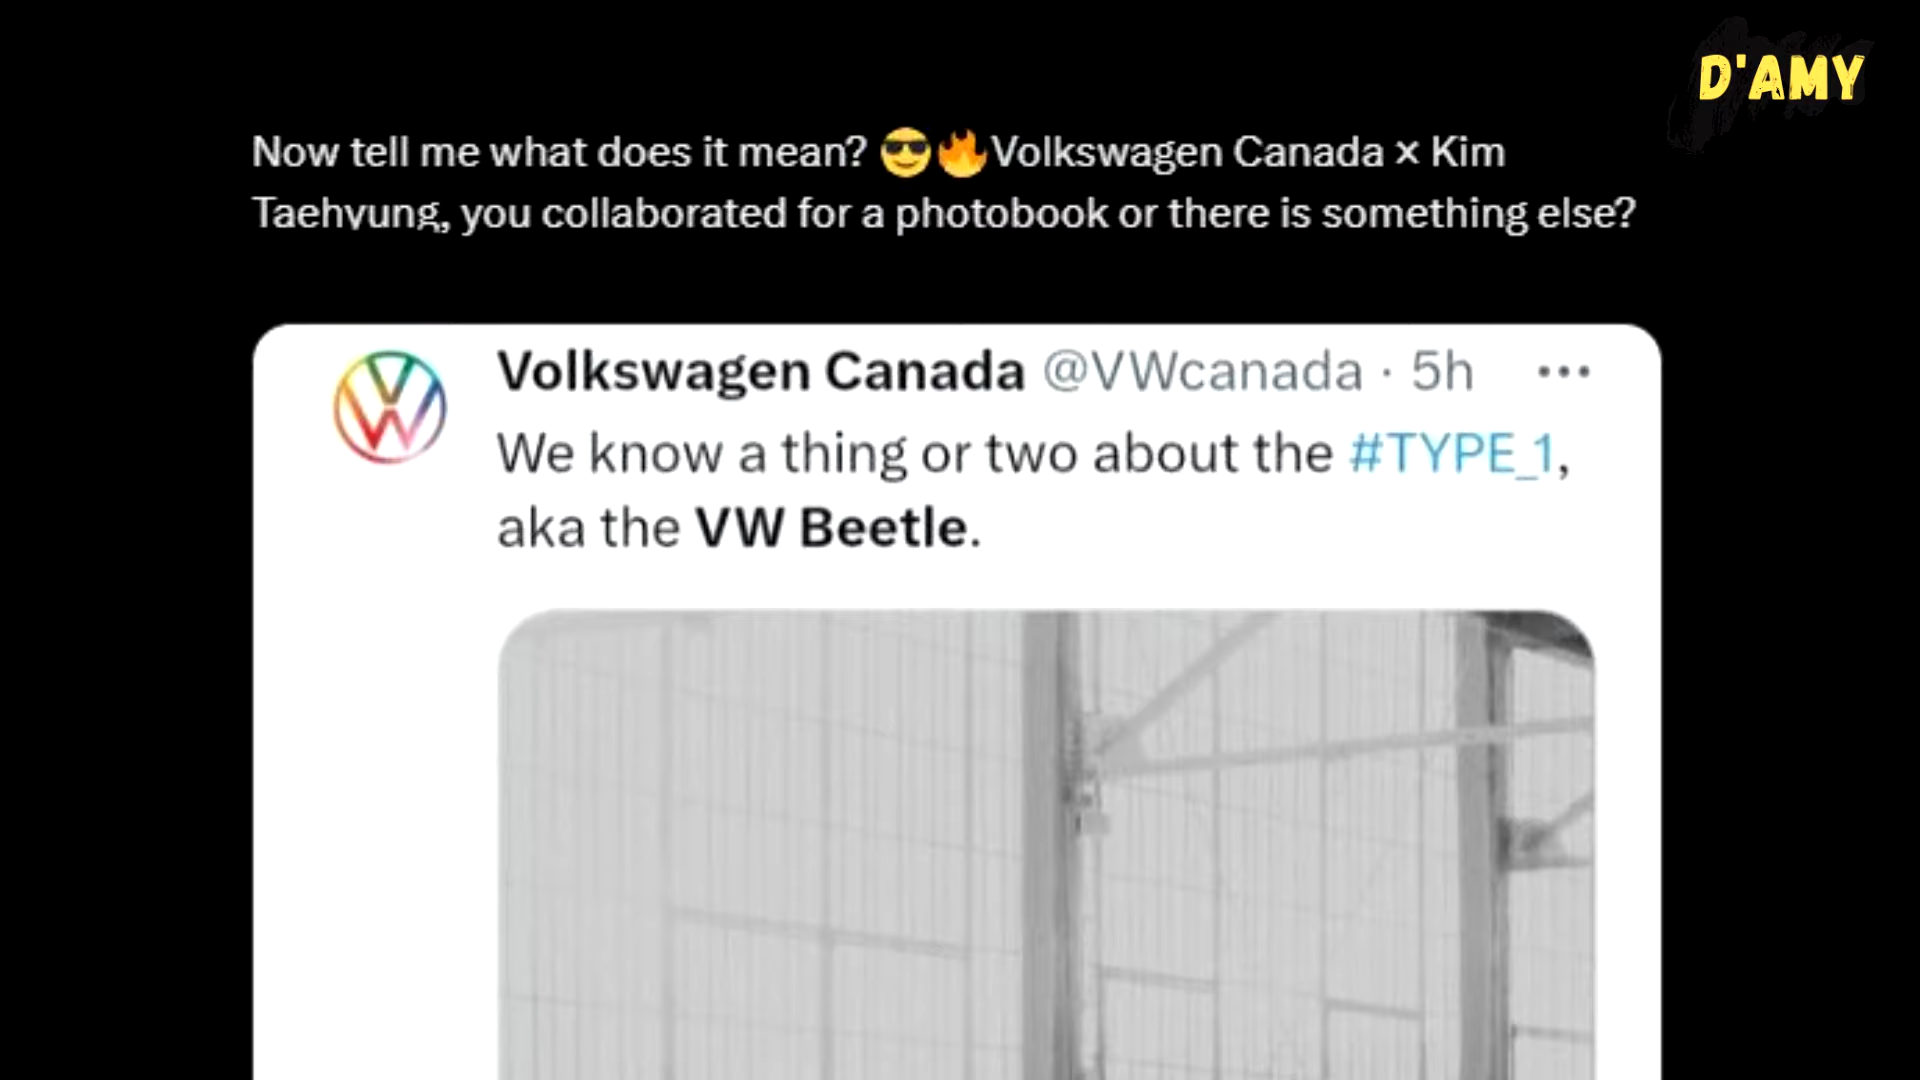 D'AMY
Now tell me what does it mean? 😎🔥Volkswagen Canada × Kim
Taehyung, you collaborated for a photobook or there is something else?
Volkswagen Canada @VWcanada · 5h ...
We know a thing or two about the #TYPE_1,
aka the VW Beetle.